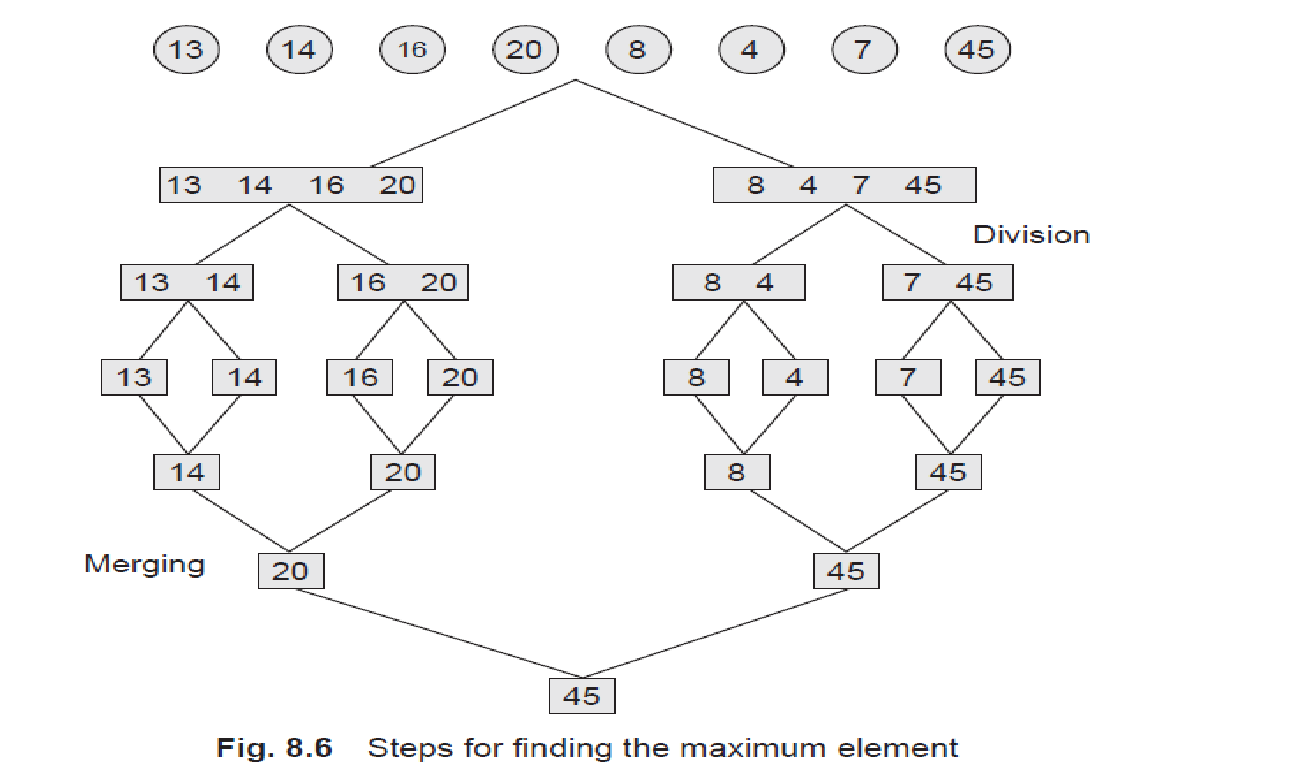 13 14 16 20 8 4 7 45
13 14 16 20 8 4 7 45
Division
13 14 16 20 8 4 7 45
13 14 16 20 8 4 7 45
14 20 8 45
Merging
20 45
45
Fig. 8.6 Steps for finding the maximum element